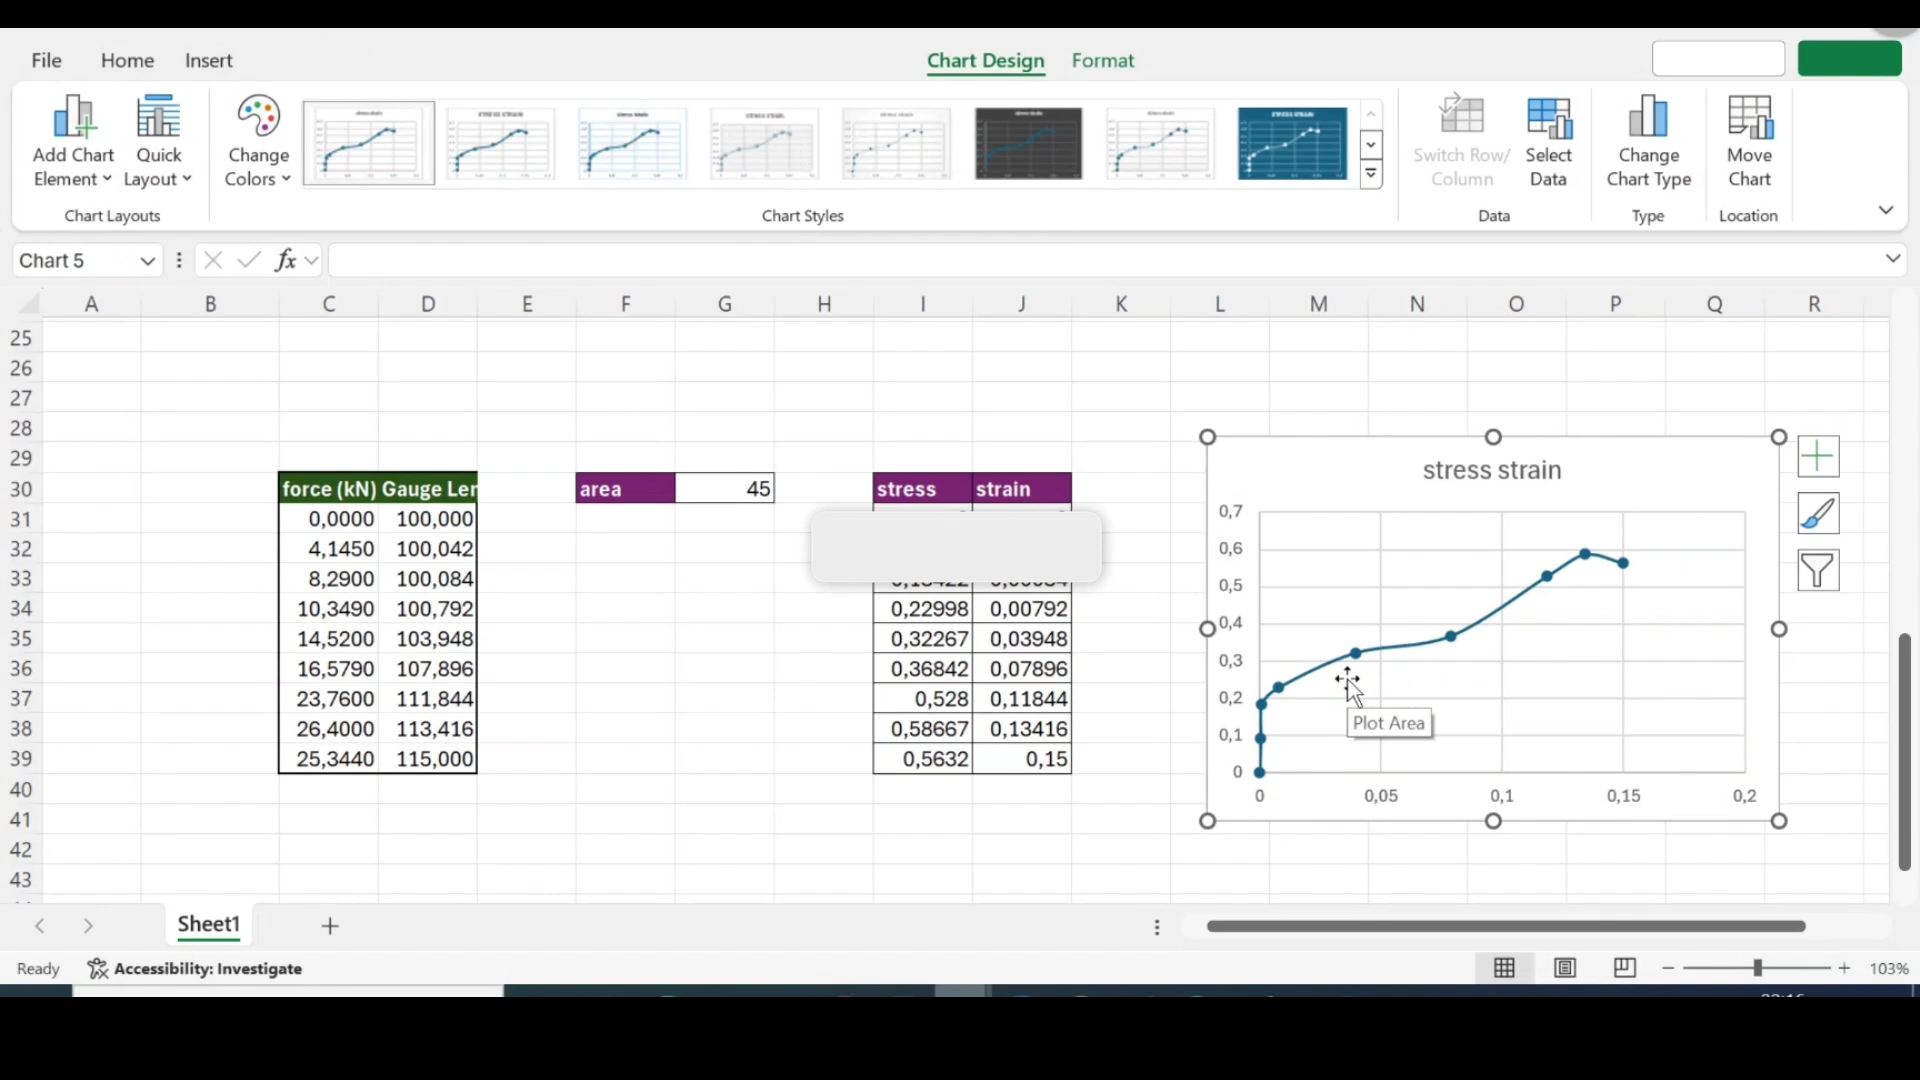 File Home Insert Chart Design Format
Add Chart Element
Quick Layout
Change Colors
Switch Row/ Column
Select Data
Change Chart Type
Move Chart
Chart Layouts
Chart Styles
Data
Type
Location
Chart 5
fx
A B C D E F G H I J K L M N O P Q R
25
26
27
28
29
30 force (kN) Gauge Ler area 45 stress strain
31 0,0000 100,000
32 4,1450 100,042
33 8,2900 100,084
34 10,3490 100,792 0,22998 0,00792
35 14,5200 103,948 0,32267 0,03948
36 16,5790 107,896 0,36842 0,07896
37 23,7600 111,844 0,528 0,11844
38 26,4000 113,416 0,58667 0,13416
39 25,3440 115,000 0,5632 0,15
40
41
42
43
stress strain
0,7
0,6
0,5
0,4
0,3
0,2
0,1
0
0 0,05 0,1 0,15 0,2
Plot Area
Sheet1
Ready Accessibility: Investigate
103%